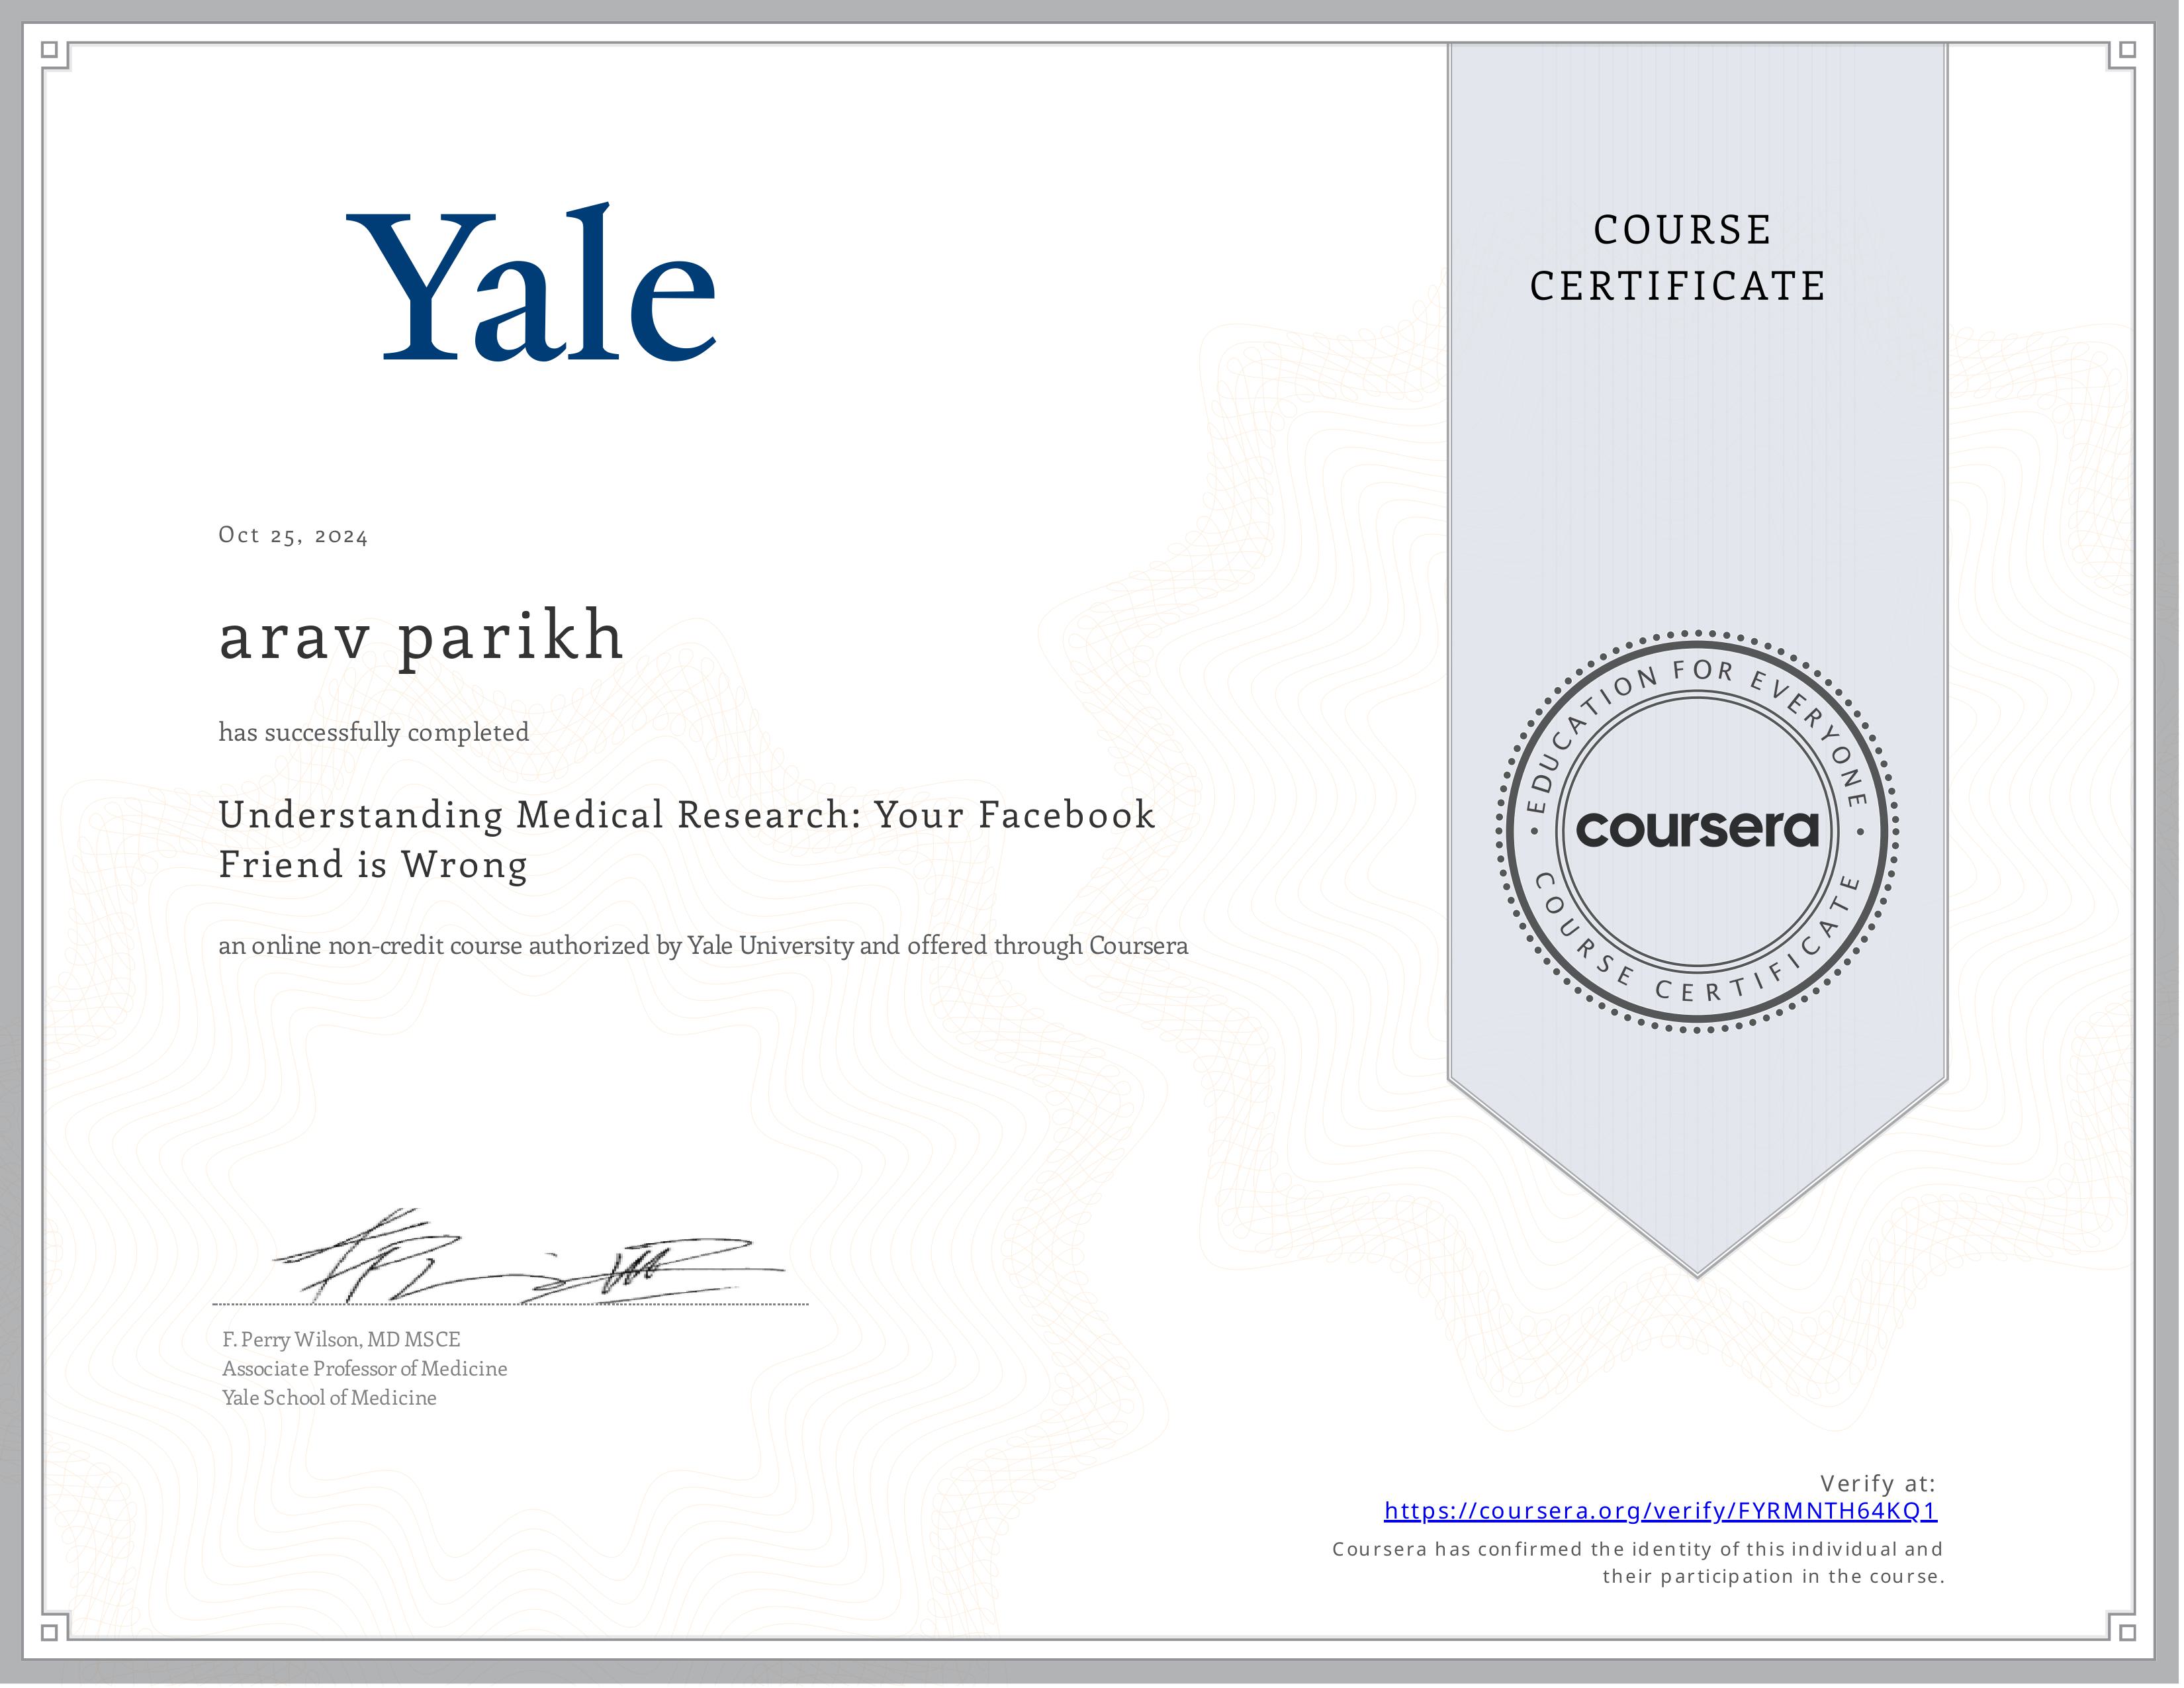 Yale
COURSE
CERTIFICATE
Oct 25, 2024
arav parikh
has successfully completed
Understanding Medical Research: Your Facebook
Friend is Wrong
an online non-credit course authorized by Yale University and offered through Coursera
EDUCATION FOR EVERYONE
coursera
COURSE CERTIFICATE
F. Perry Wilson, MD MSCE
Associate Professor of Medicine
Yale School of Medicine
Verify at:
https://coursera.org/verify/FYRMNTH64KQ1
Coursera has confirmed the identity of this individual and
their participation in the course.